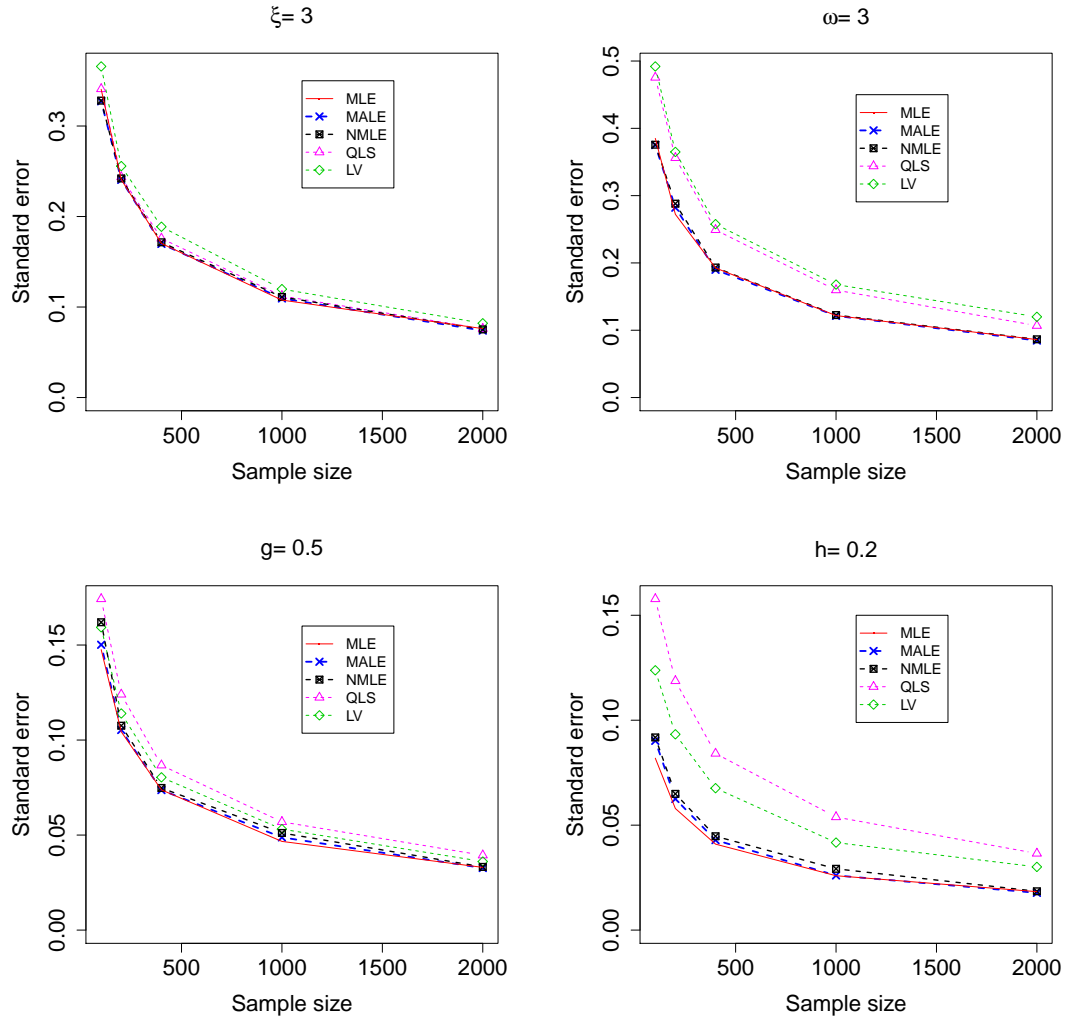 ξ= 3
Standard error
0.0
0.1
0.2
0.3
500
1000
1500
2000
Sample size
MLE
MALE
NMLE
QLS
LV
ω= 3
Standard error
0.0
0.1
0.2
0.3
0.4
0.5
500
1000
1500
2000
Sample size
MLE
MALE
NMLE
QLS
LV
g= 0.5
Standard error
0.00
0.05
0.10
0.15
500
1000
1500
2000
Sample size
MLE
MALE
NMLE
QLS
LV
h= 0.2
Standard error
0.00
0.05
0.10
0.15
500
1000
1500
2000
Sample size
MLE
MALE
NMLE
QLS
LV